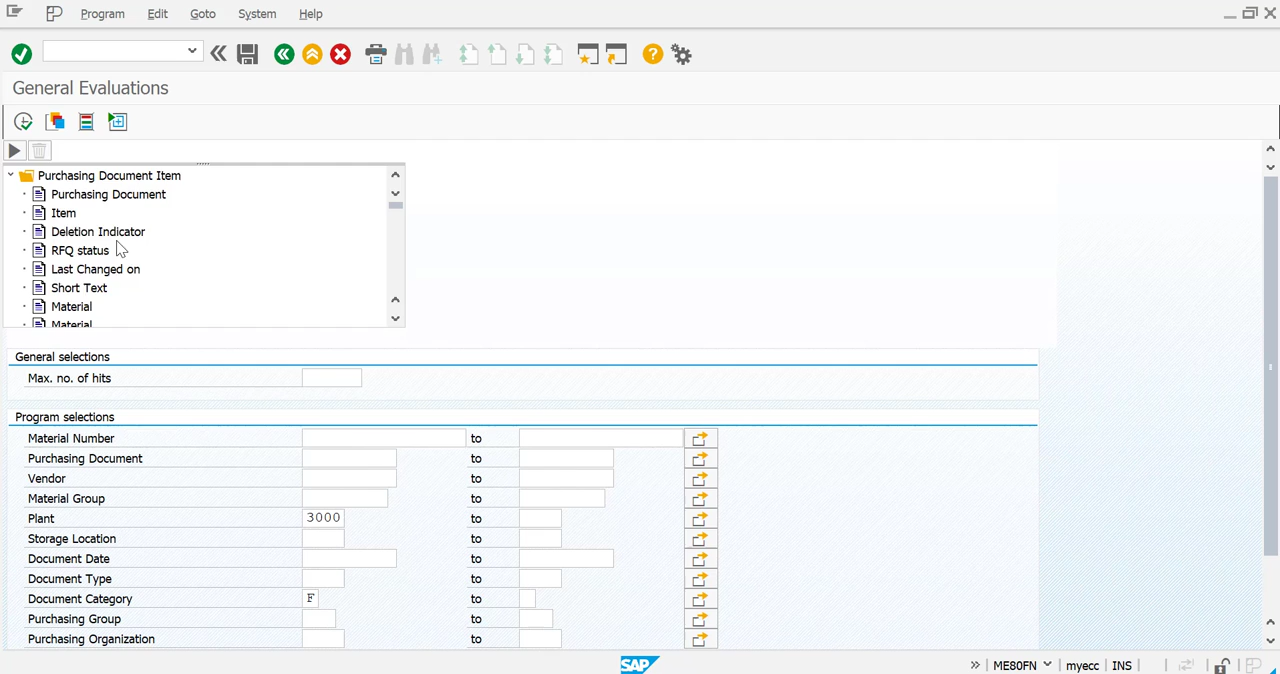 Program Edit Goto System Help
General Evaluations
Purchasing Document Item
Purchasing Document
Item
Deletion Indicator
RFQ status
Last Changed on
Short Text
Material
Material
General selections
Max. no. of hits
Program selections
Material Number to
Purchasing Document to
Vendor to
Material Group to
Plant 3000 to
Storage Location to
Document Date to
Document Type to
Document Category F to
Purchasing Group to
Purchasing Organization to
SAP ME80FN myecc INS